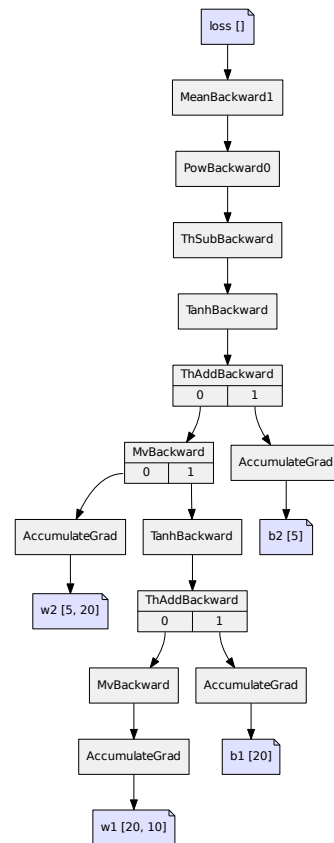 loss []
MeanBackward1
PowBackward0
ThSubBackward
TanhBackward
ThAddBackward
0 1
MvBackward
0 1
AccumulateGrad
AccumulateGrad
TanhBackward
b2 [5]
w2 [5, 20]
ThAddBackward
0 1
MvBackward
AccumulateGrad
AccumulateGrad
b1 [20]
w1 [20, 10]